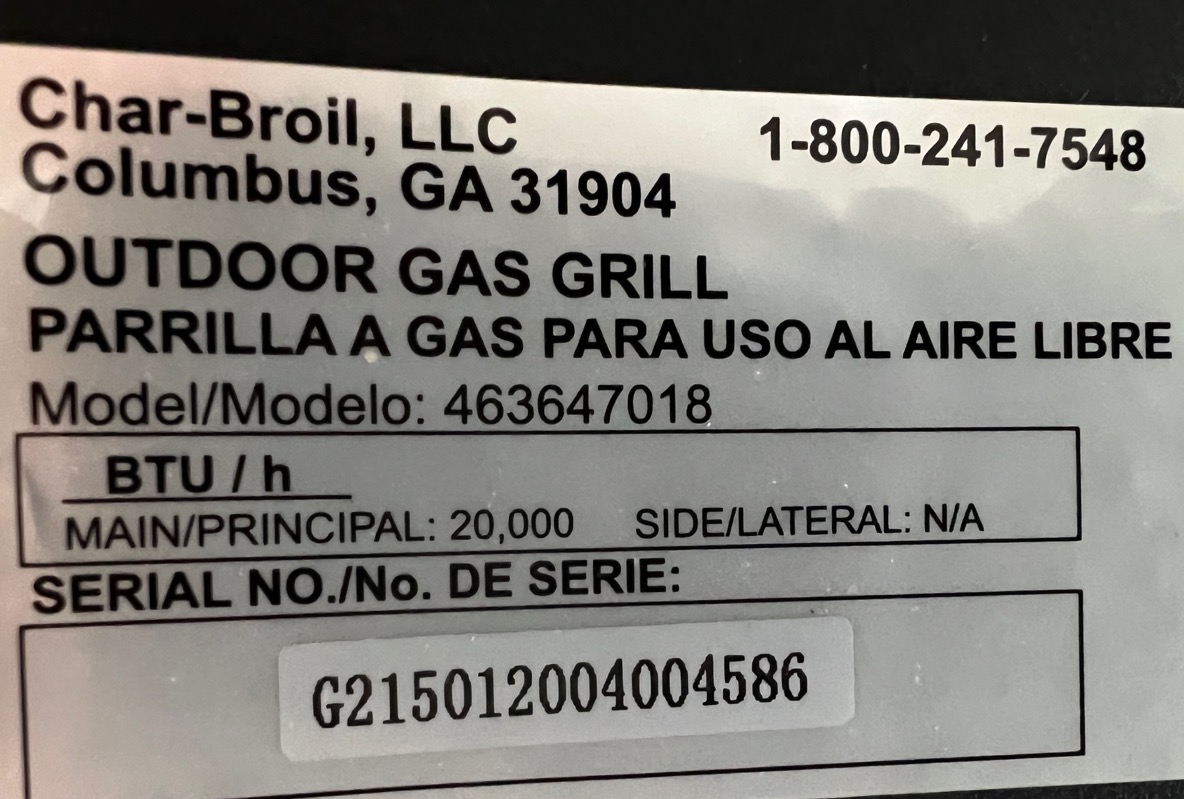 Char-Broil, LLC
1-800-241-7548
Columbus, GA 31904
OUTDOOR GAS GRILL
PARRILLA A GAS PARA USO AL AIRE LIBRE
Model/Modelo: 463647018
BTU / h
MAIN/PRINCIPAL: 20,000 SIDE/LATERAL: N/A
SERIAL NO./No. DE SERIE:
G215012004004586